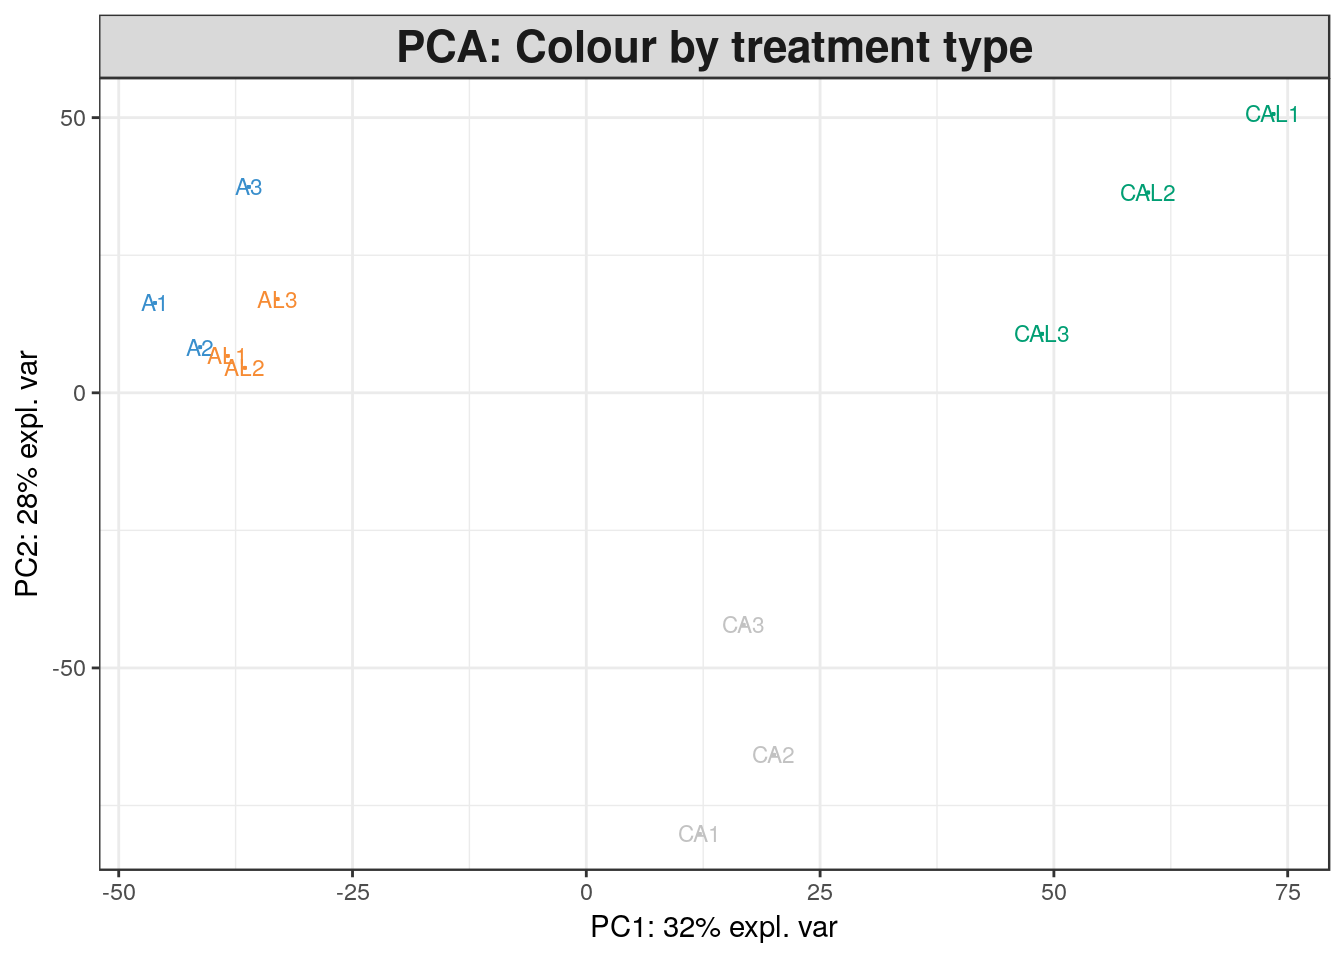 PCA: Colour by treatment type
50
CAL1
A3
CAL2
A1
AL3
CAL3
A2
AL1
AL2
0
PC2: 28% expl. var
CA3
-50
CA2
CA1
-50
-25
0
25
50
75
PC1: 32% expl. var